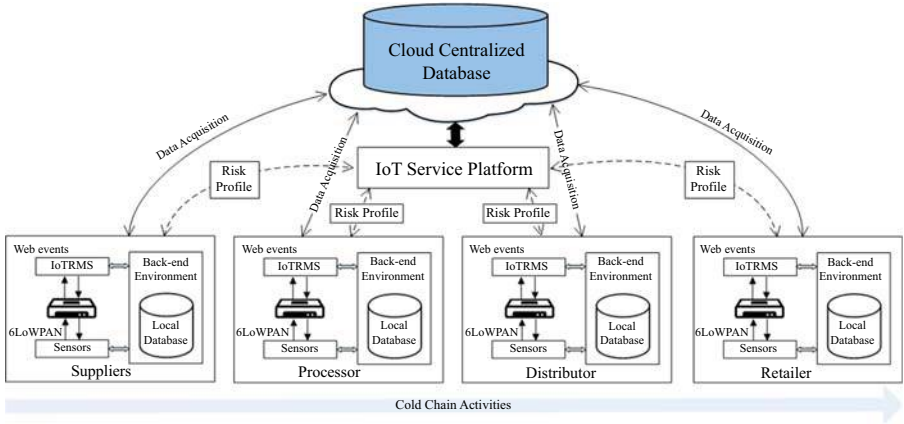 Cloud Centralized
Database
Data Acquisition
Data Acquisition
Data Acquisition
Data Acquisition
IoT Service Platform
Risk
Profile
Risk Profile
Risk Profile
Risk
Profile
Web events
IoTRMS
Back-end
Environment
6LoWPAN
Local
Database
Sensors
Suppliers
Web events
IoTRMS
Back-end
Environment
6LoWPAN
Local
Database
Sensors
Processor
Web events
IoTRMS
Back-end
Environment
6LoWPAN
Local
Database
Sensors
Distributor
Web events
IoTRMS
Back-end
Environment
6LoWPAN
Local
Database
Sensors
Retailer
Cold Chain Activities